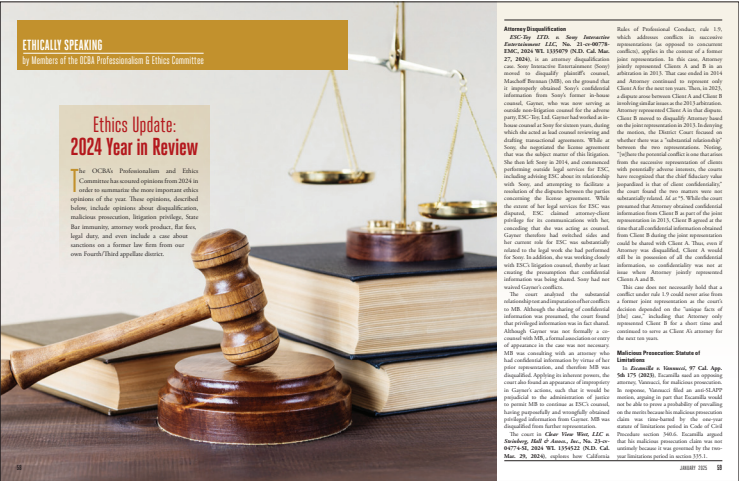 ETHICALLY SPEAKING
by Members of the OCBA Professionalism & Ethics Committee
Ethics Update:
2024 Year in Review
The OCBA's Professionalism and Ethics
Committee has scoured opinions from 2024 in
order to summarize the more important ethics
opinions of the year. These opinions, described
below, include opinions about disqualification,
malicious prosecution, litigation privilege, State
Bar immunity, attorney work product, flat fees,
legal duty, and even include a case about
sanctions on a former law firm from our
own Fourth/Third appellate district.
58
Attorney Disqualification
ESC-Toy LTD. v. Sony Interactive
Entertainment LLC, No. 21-cv-00778-
EMC, 2024 WL 1335079 (N.D. Cal. Mar.
27, 2024), is an attorney disqualification
case. Sony Interactive Entertainment (Sony)
moved to disqualify plaintiff's counsel,
Maschoff Brennan (MB), on the ground that
it improperly obtained Sony's confidential
information from Sony's former in-house
counsel, Gaynor, who was now serving as
outside non-litigation counsel for the adverse
party, ESC-Toy, Ltd. Gaynor had worked as in-
house counsel at Sony for sixteen years, during
which she acted as lead counsel reviewing and
drafting transactional agreements. While at
Sony, she negotiated the license agreement
that was the subject matter of this litigation.
She then left Sony in 2014, and commenced
performing outside legal services for ESC,
including advising ESC about its relationship
with Sony, and attempting to facilitate a
resolution of the disputes between the parties
concerning the license agreement. While
the extent of her legal services for ESC was
disputed, ESC claimed attorney-client
privilege for its communications with her,
conceding that she was acting as counsel.
Gaynor therefore had switched sides and
her current role for ESC was substantially
related to the legal work she had performed
for Sony. In addition, she was working closely
with ESC's litigation counsel, thereby at least
creating the presumption that confidential
information was being shared. Sony had not
waived Gaynor's conflicts.
The court analyzed the substantial
relationship test and imputation of her conflicts
to MB. Although the sharing of confidential
information was presumed, the court found
that privileged information was in fact shared.
Although Gaynor was not formally a co-
counsel with MB, a formal association or entry
of appearance in the case was not necessary.
MB was consulting with an attorney who
had confidential information by virtue of her
prior representation, and therefore MB was
disqualified. Applying its inherent powers, the
court also found an appearance of impropriety
in Gaynor's actions, such that it would be
prejudicial to the administration of justice
to permit MB to continue as ESC's counsel,
having purposefully and wrongfully obtained
privileged information from Gaynor. MB was
disqualified from further representation.
The court in Clear View West, LLC v.
Steinberg, Hall & Assoc., Inc., No. 23-cv-
04774-SI, 2024 WL 1354522 (N.D. Cal.
Mar. 29, 2024), explores how California
Rules of Professional Conduct, rule 1.9,
which addresses conflict in successive
representations (as opposed to concurrent
conflict), applies in the context of a former
joint representation. In this case, Attorney
jointly represented Clients A and B in an
arbitration in 2013. That case ended in 2014
and Attorney continued to represent only
Client A for the next ten years. Then, in 2023,
a dispute arose between Client A and Client B
involving similar issues as the 2013 arbitration.
Attorney represented Client A in that dispute.
Client B moved to disqualify Attorney based
on the joint representation in 2013. In denying
the motion, the District Court focused on
whether there was a "substantial relationship"
between the two representations. Noting,
"[w]here the potential conflict is one that arises
from the successive representation of clients
with potentially adverse interests, the courts
have recognized that the chief fiduciary value
jeopardized is that of client confidentiality,"
the court found the two matters were not
substantially related. Id. at *5. While the court
presumed that Attorney obtained confidential
information from Client B as part of the joint
representation in 2013, Client B agreed at the
time that all confidential information obtained
from Client B during the joint representation
could be shared with Client A. Thus, even if
Attorney was disqualified, Client A would
still be in possession of all the confidential
information, so confidentiality was not at
issue where Attorney jointly represented
Clients A and B.
This case does not necessarily hold that a
conflict under rule 1.9 could never arise from
a former joint representation as the court's
decision depended on the "unique facts of
[the] case," including that Attorney only
represented Client B for a short time and
continued to serve as Client A's attorney for
the next ten years.
Malicious Prosecution: Statute of
Limitations
In Escamilla v. Vannucci, 97 Cal. App.
5th 175 (2023), Escamilla sued an opposing
attorney, Vannucci, for malicious prosecution.
In response, Vannucci filed an anti-SLAPP
motion, arguing in part that Escamilla would
not be able to prove a probability of prevailing
on the merits because his malicious prosecution
claim was time-barred by the one-year
statute of limitations period in Code of Civil
Procedure section 340.6. Escamilla argued
that his malicious prosecution claim was not
untimely because it was governed by the two-
year limitations period in section 335.1.
JANUARY 2025 59